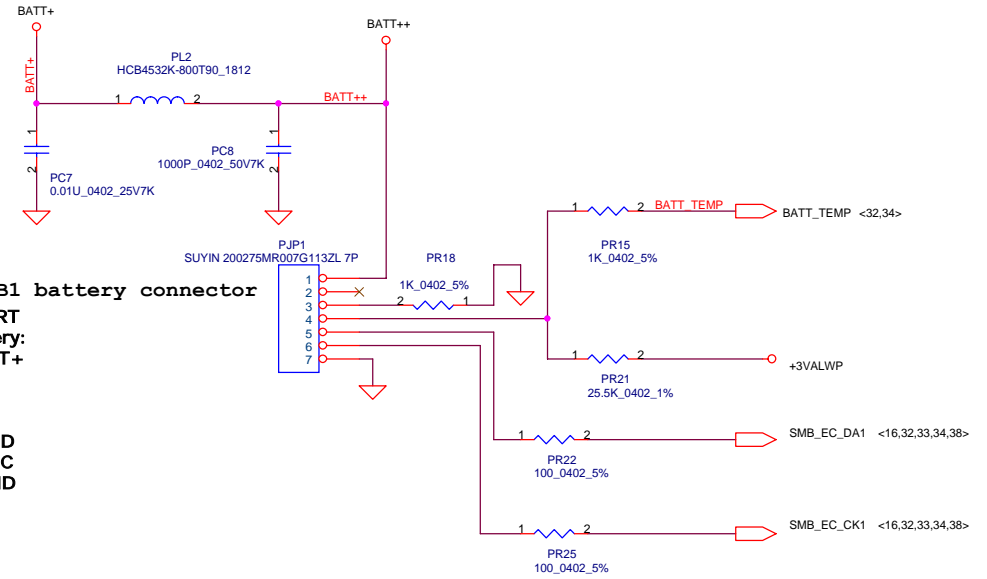 BATT+
BATT++
BATT+
PL2
HCB4532K-800T90_1812
1
2
BATT++
1
2
PC7
0.01U_0402_25V7K
1
2
PC8
1000P_0402_50V7K
1
2
BATT_TEMP
BATT_TEMP <32,34>
PR15
1K_0402_5%
PJP1
SUYIN 200275MR007G113ZL 7P
PR18
1K_0402_5%
2
1
1
2
3
4
5
6
7
B1 battery connector
RT
ery:
T+
D
C
ND
1
2
+3VALWP
PR21
25.5K_0402_1%
1
2
SMB_EC_DA1 <16,32,33,34,38>
PR22
100_0402_5%
1
2
SMB_EC_CK1 <16,32,33,34,38>
PR25
100_0402_5%